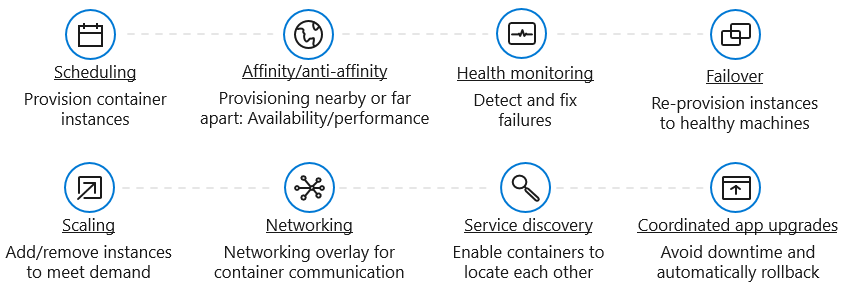 Scheduling
Provision container
instances
Affinity/anti-affinity
Provisioning nearby or far
apart: Availability/performance
Health monitoring
Detect and fix
failures
Failover
Re-provision instances
to healthy machines
Scaling
Add/remove instances
to meet demand
Networking
Networking overlay for
container communication
Service discovery
Enable containers to
locate each other
Coordinated app upgrades
Avoid downtime and
automatically rollback